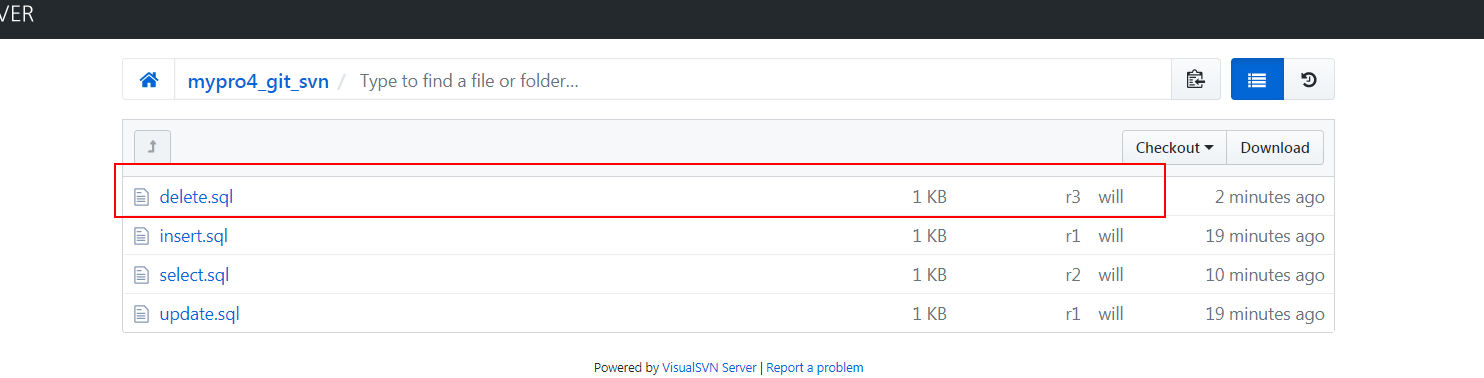 VER
mypro4_git_svn / Type to find a file or folder...
Checkout Download
delete.sql 1 KB r3 will 2 minutes ago
insert.sql 1 KB r1 will 19 minutes ago
select.sql 1 KB r2 will 10 minutes ago
update.sql 1 KB r1 will 19 minutes ago
Powered by VisualSVN Server | Report a problem